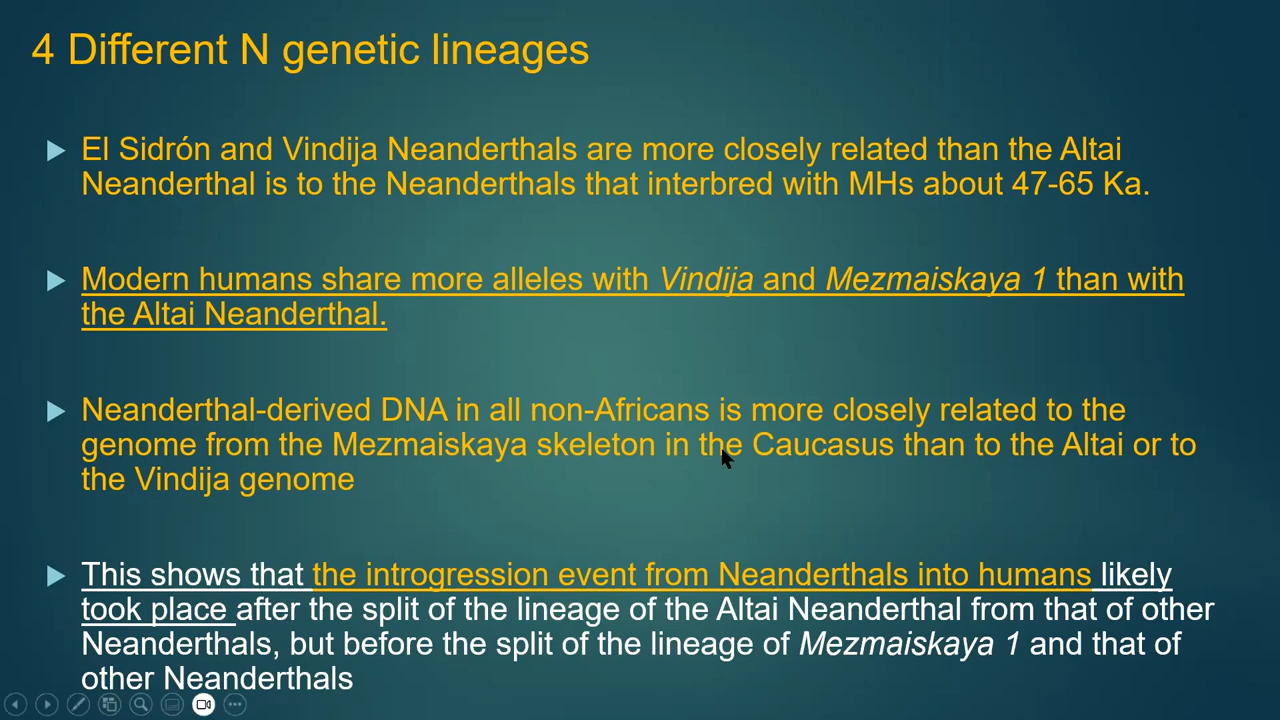 4 Different N genetic lineages
El Sidrón and Vindija Neanderthals are more closely related than the Altai
Neanderthal is to the Neanderthals that interbred with MHs about 47-65 Ka.
Modern humans share more alleles with Vindija and Mezmaiskaya 1 than with
the Altai Neanderthal.
Neanderthal-derived DNA in all non-Africans is more closely related to the
genome from the Mezmaiskaya skeleton in the Caucasus than to the Altai or to
the Vindija genome
This shows that the introgression event from Neanderthals into humans likely
took place after the split of the lineage of the Altai Neanderthal from that of other
Neanderthals, but before the split of the lineage of Mezmaiskaya 1 and that of
other Neanderthals